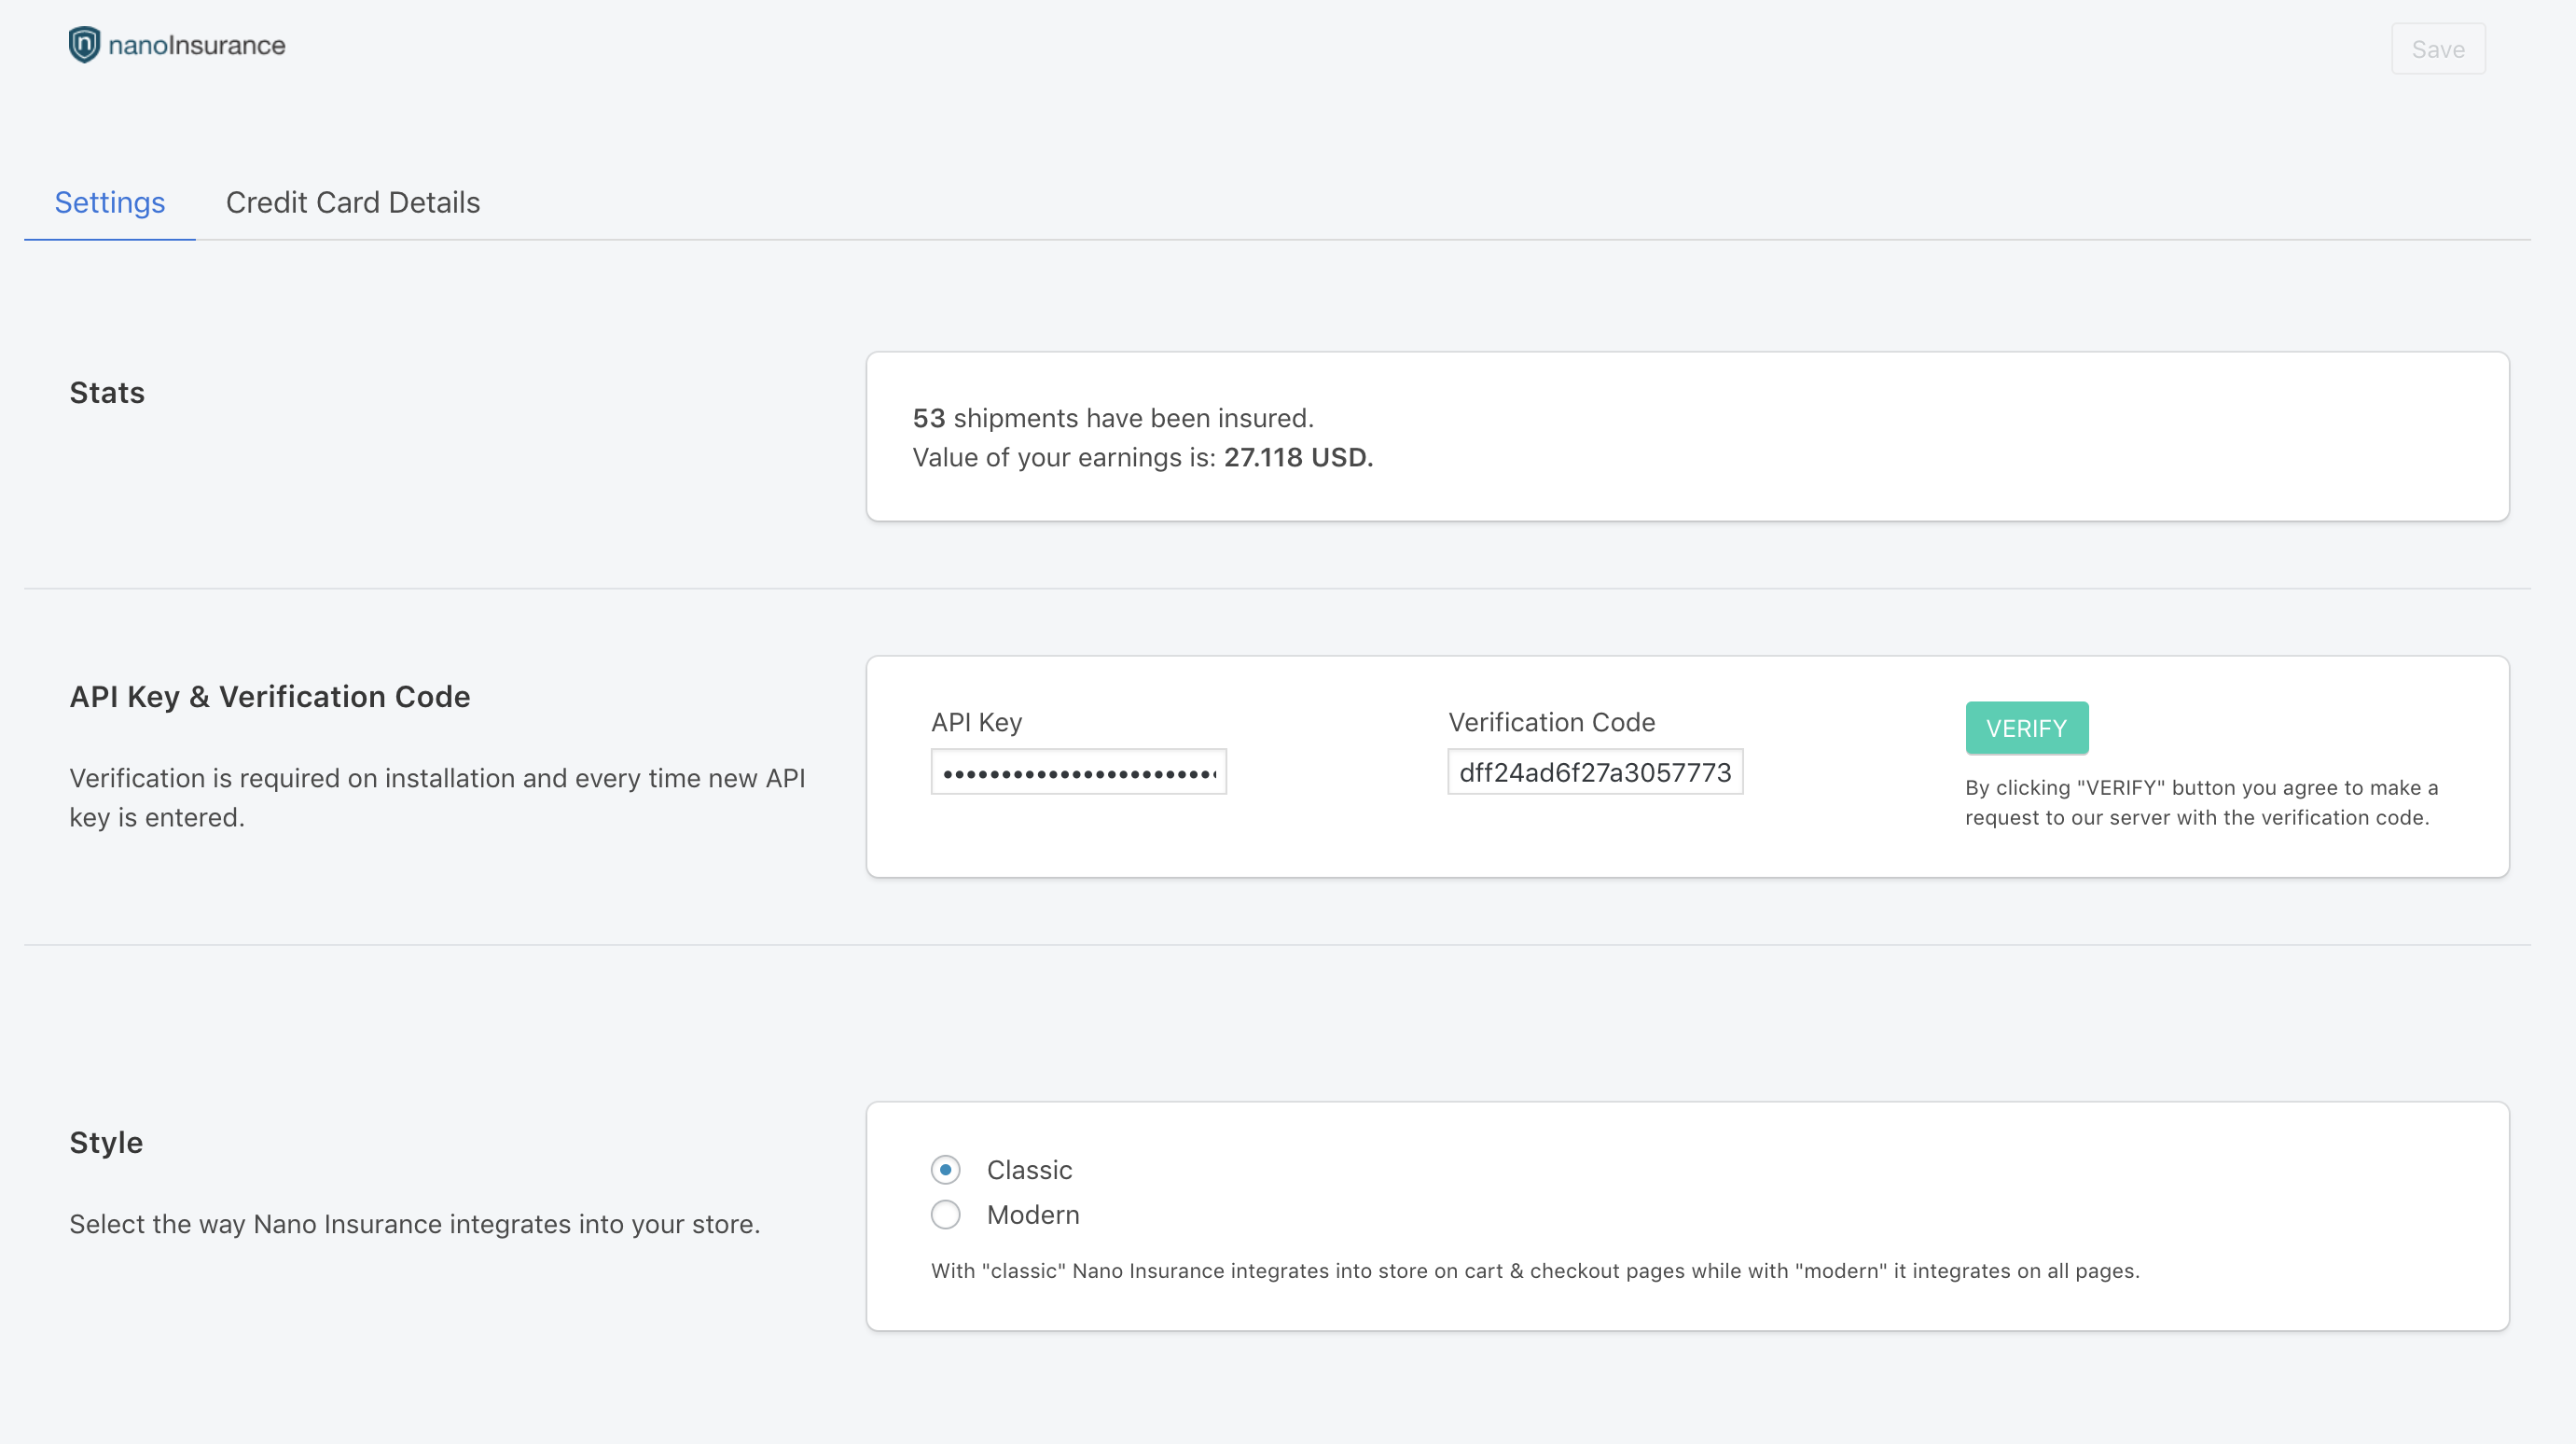 nanoInsurance
Save
Settings
Credit Card Details
Stats
53 shipments have been insured.
Value of your earnings is: 27.118 USD.
API Key & Verification Code
Verification is required on installation and every time new API
key is entered.
API Key
••••••••••••••••••••••••
Verification Code
dff24ad6f27a3057773
VERIFY
By clicking "VERIFY" button you agree to make a
request to our server with the verification code.
Style
Select the way Nano Insurance integrates into your store.
Classic
Modern
With "classic" Nano Insurance integrates into store on cart & checkout pages while with "modern" it integrates on all pages.